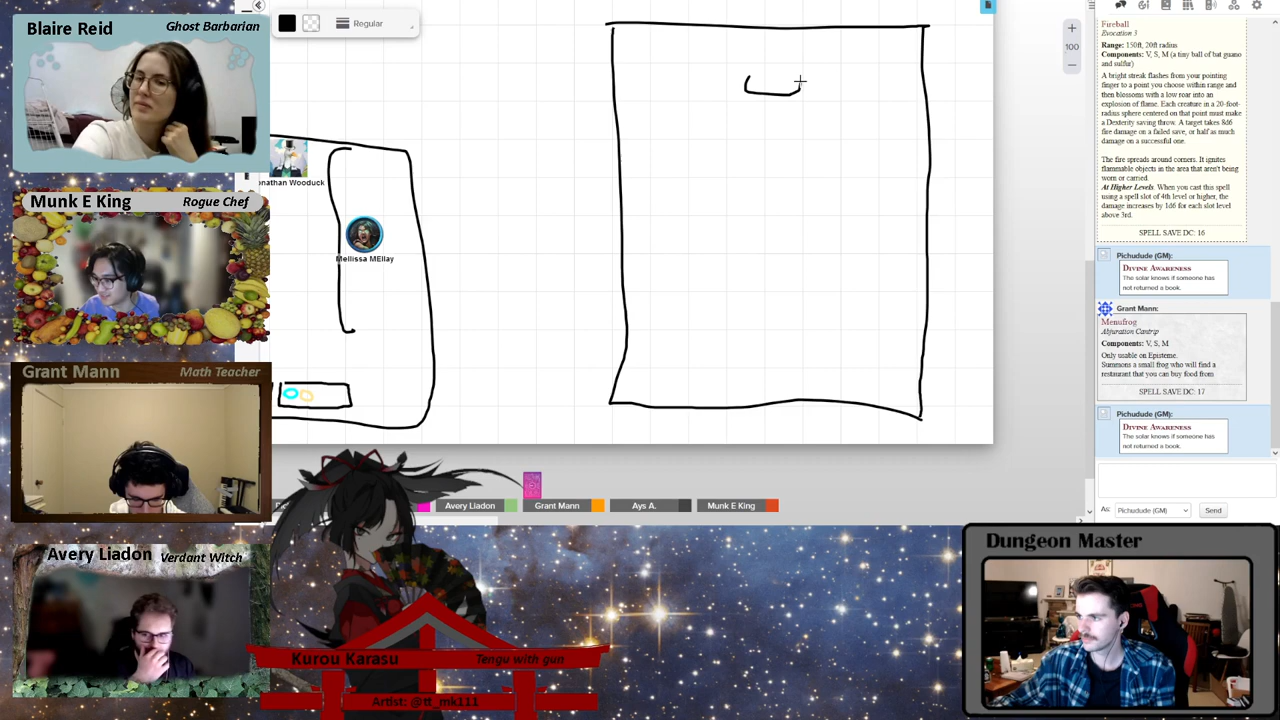 Blaire Reid
Ghost Barbarian
Munk E King
Rogue Chef
Grant Mann
Math Teacher
Avery Liadon
Verdant Witch
Regular
onathan Wooduck
Mellissa MEllay
100
Avery Liadon
Grant Mann
Ays A.
Munk E King
Kurou Karasu
Tengu with gun
Artist: @tt_mk111
Fireball
Evocation 3
Range: 150ft, 20ft radius
Components: V, S, M (a tiny ball of bat guano
and sulfur)
A bright streak flashes from your pointing
finger to a point you choose within range and
then blossoms with a low roar into an
explosion of flame. Each creature in a 20-foot-
radius sphere centered on that point must make
a Dexterity saving throw. A target takes 8d6
fire damage on a failed save, or half as much
damage on a successful one.
The fire spreads around corners. It ignites
flammable objects in the area that aren't being
worn or carried.
At Higher Levels. When you cast this spell
using a spell slot of 4th level or higher, the
damage increases by 1d6 for each slot level
above 3rd.
SPELL SAVE DC: 16
Pichudude (GM):
Divine Awareness
The solar knows if someone has
not returned a book.
Grant Mann:
Menufrog
Abjuration Cantrip
Components: V, S, M
Only usable on Episteme.
Summons a small frog who will find a
restaurant that you can buy food from
SPELL SAVE DC: 17
Pichudude (GM):
Divine Awareness
The solar knows if someone has
not returned a book.
As: Pichudude (GM) Send
Dungeon Master